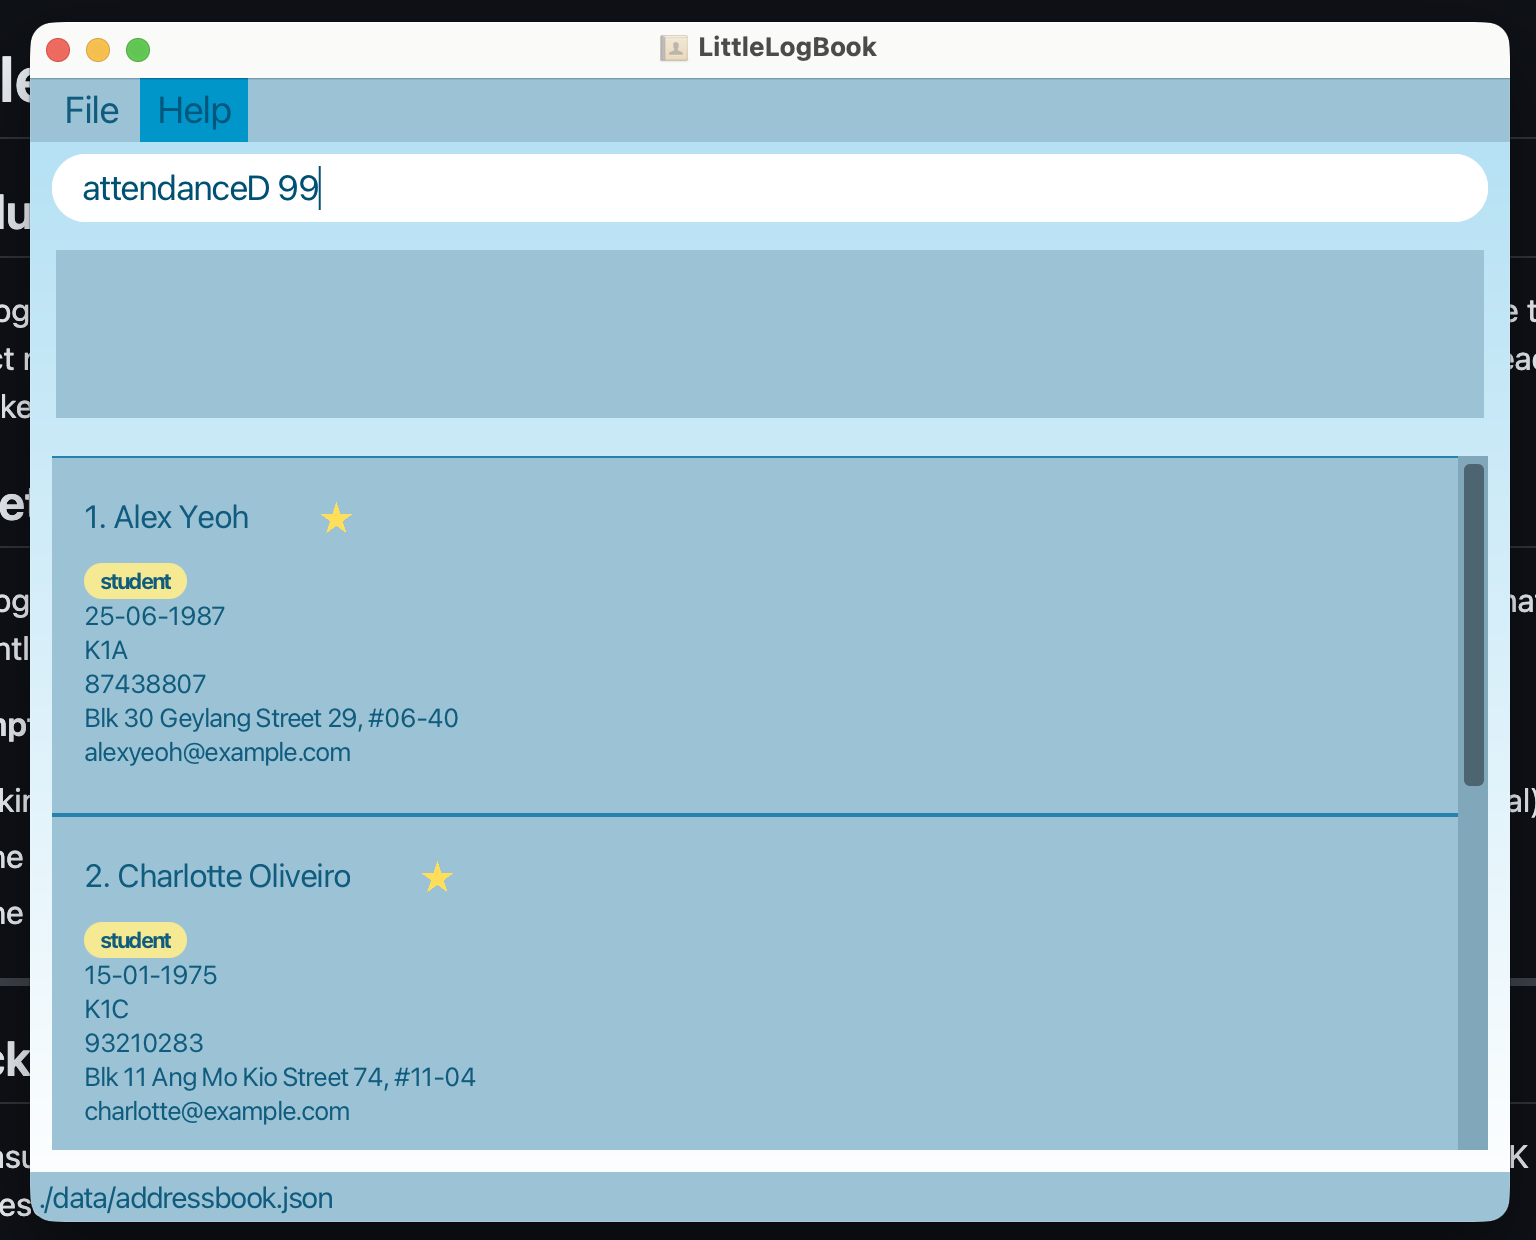 LittleLogBook
File Help
attendanceD 99
1. Alex Yeoh
student
25-06-1987
K1A
87438807
Blk 30 Geylang Street 29, #06-40
alexyeoh@example.com
2. Charlotte Oliveiro
student
15-01-1975
K1C
93210283
Blk 11 Ang Mo Kio Street 74, #11-04
charlotte@example.com
./data/addressbook.json